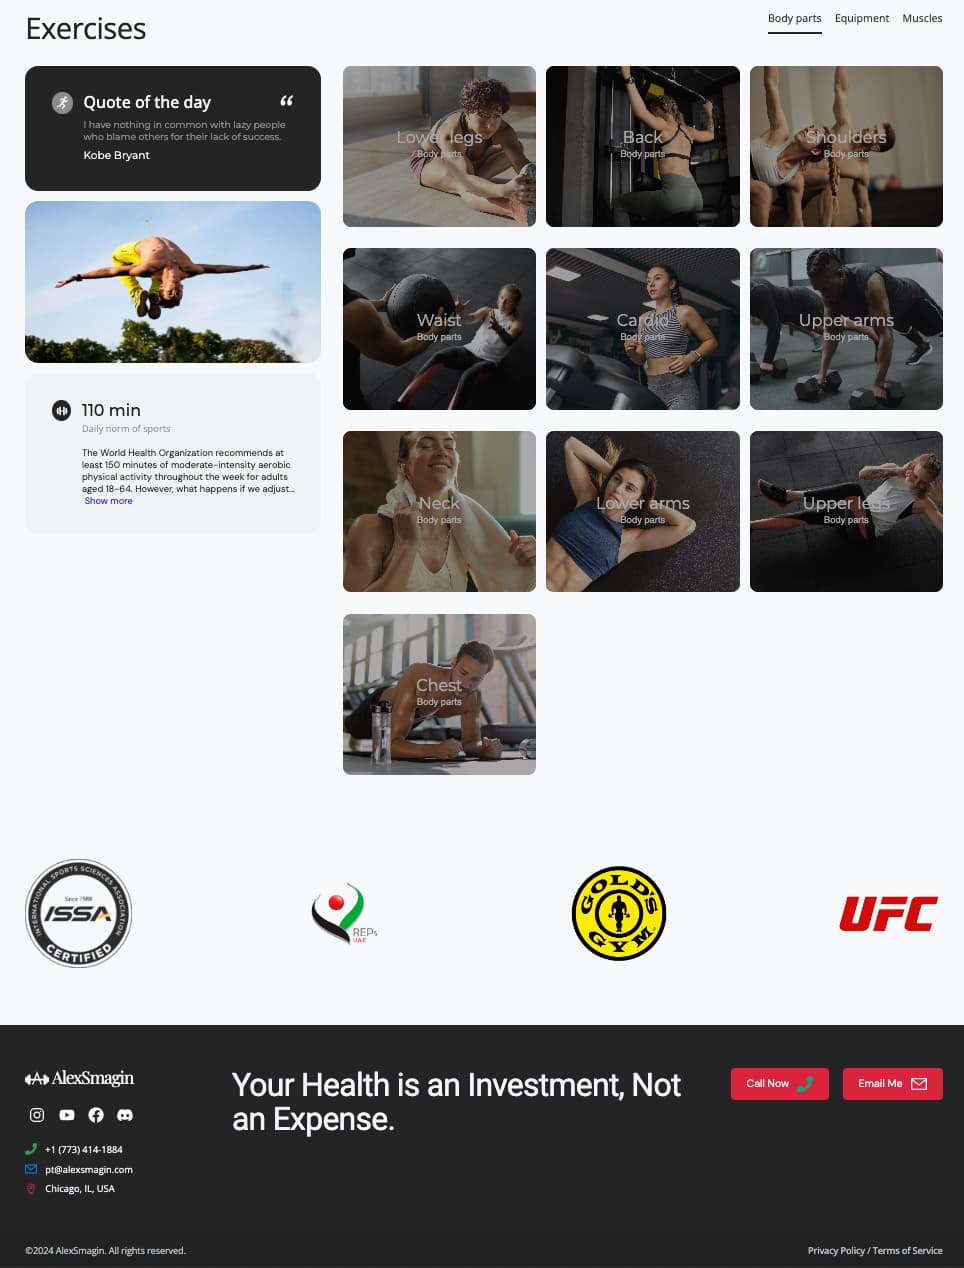 Exercises
Body parts
Equipment
Muscles
Quote of the day
“
I have nothing in common with lazy people
who blame others for their lack of success.
Kobe Bryant
110 min
Daily norm of sports
The World Health Organization recommends at
least 150 minutes of moderate-intensity aerobic
physical activity throughout the week for adults
aged 18-64. However, what happens if we adjust...
Show more
Lower legs
Body parts
Back
Body parts
Shoulders
Body parts
Waist
Body parts
Cardio
Body parts
Upper arms
Body parts
Neck
Body parts
Lower arms
Body parts
Upper legs
Body parts
Chest
Body parts
INTERNATIONAL SPORTS SCIENCES ASSOCIATION
Since 1988
ISSA
CERTIFIED
REPs
UAE
GOLD'S
GYM
UFC
AlexSmagin
+1 (773) 414-1884
pt@alexsmagin.com
Chicago, IL, USA
Your Health is an Investment, Not
an Expense.
Call Now
Email Me
©2024 AlexSmagin. All rights reserved.
Privacy Policy / Terms of Service